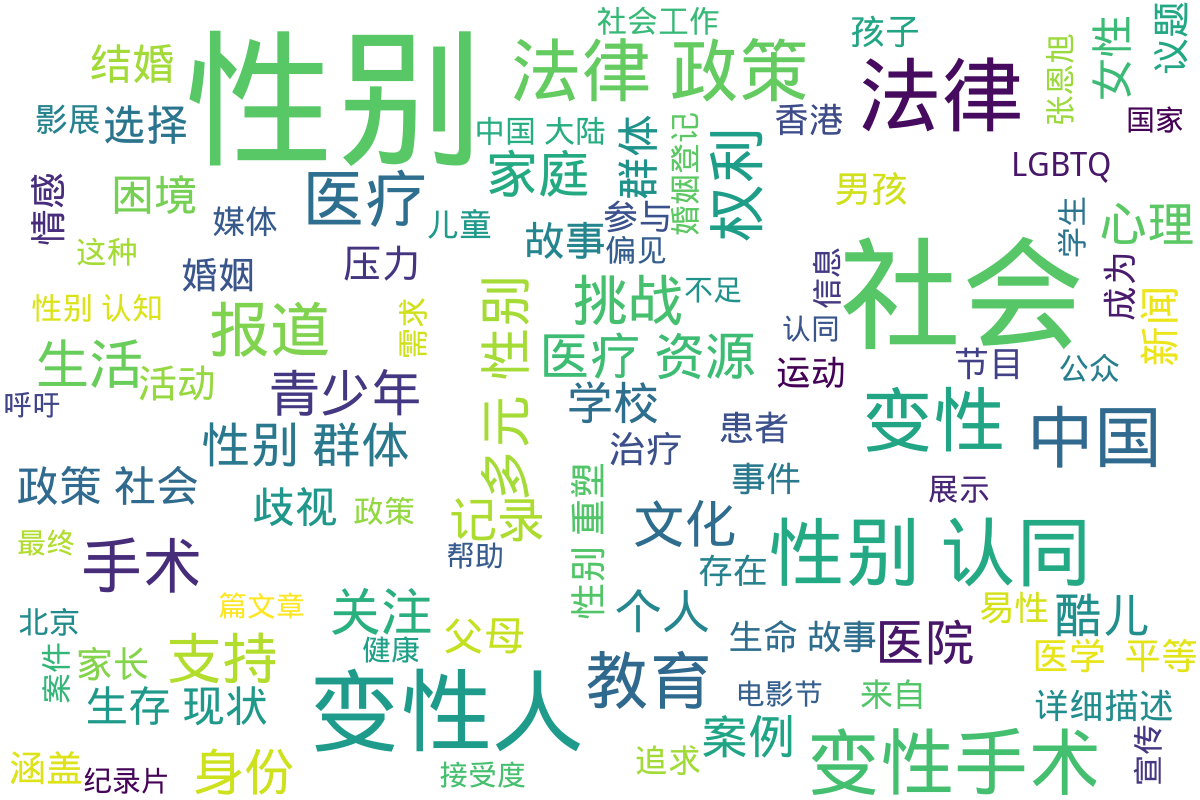 社会工作
孩子
议题
女性
结婚
性别
法律 政策
法律
张恩旭
影展
选择
中国 大陆
香港
国家
群体
婚姻登记
权利
家庭
LGBTQ
情感
困境
医疗
男孩
学生
心理
媒体
儿童
故事
参与
偏见
这种
婚姻
压力
信息
社会
成为
性别 认知
报道
需求
多元 性别
挑战
不足
新闻
认同
生活
活动
医疗 资源
运动
节目
公众
呼吁
青少年
学校
变性
中国
性别 群体
治疗
患者
政策 社会
事件
歧视
政策
记录
性别 重塑
文化
展示
最终
手术
帮助
存在
性别 认同
北京
篇文章
关注
个人
生命 故事
易性
酷儿
案件
家长
支持
健康
父母
医院
医学 平等
生存 现状
变性人
教育
电影节
来自
详细描述
涵盖
纪录片
身份
接受度
追求
案例
变性手术
宣传